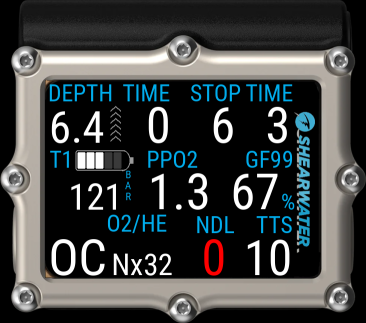 DEPTH TIME STOP TIME
6.4 0 6 3
T1 PPO2 GF99
121 BAR 1.3 67%
O2/HE NDL TTS
OC Nx32 0 10
SHEARWATER